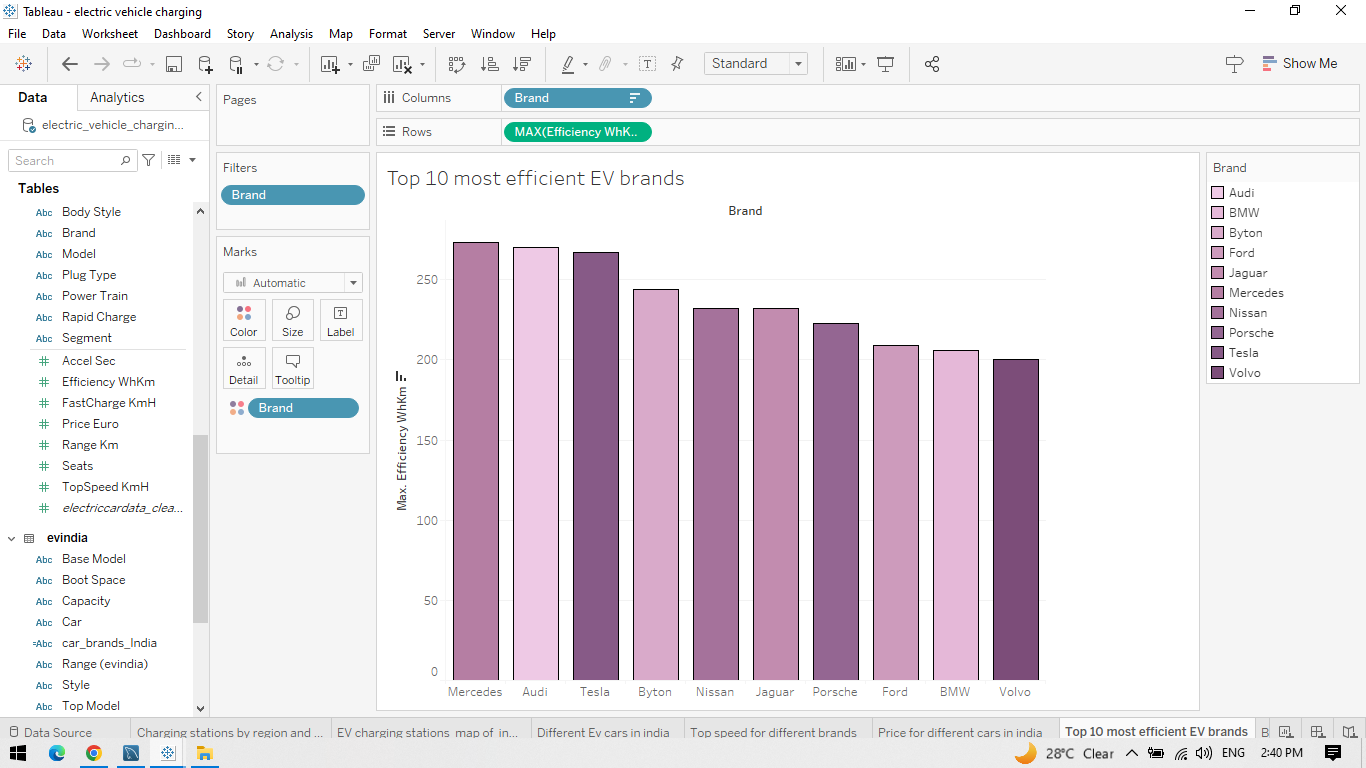 Tableau - electric vehicle charging
File Data Worksheet Dashboard Story Analysis Map Format Server Window Help
Standard
Show Me
Data Analytics
electric_vehicle_chargin...
Search
Tables
Abc Body Style
Abc Brand
Abc Model
Abc Plug Type
Abc Power Train
Abc Rapid Charge
Abc Segment
# Accel Sec
# Efficiency WhKm
# FastCharge KmH
# Price Euro
# Range Km
# Seats
# TopSpeed KmH
# electriccardata_clea...
evindia
Abc Base Model
Abc Boot Space
Abc Capacity
Abc Car
=Abc car_brands_India
Abc Range (evindia)
Abc Style
Abc Top Model
Pages
Filters
Brand
Marks
Automatic
Color Size Label
Detail Tooltip
Brand
Columns Brand
Rows MAX(Efficiency WhK..
Top 10 most efficient EV brands
Brand
Max. Efficiency WhKm
250
200
150
100
50
0
Mercedes Audi Tesla Byton Nissan Jaguar Porsche Ford BMW Volvo
Brand
Audi
BMW
Byton
Ford
Jaguar
Mercedes
Nissan
Porsche
Tesla
Volvo
Data Source Charging stations by region and ... EV charging stations map of in... Different Ev cars in india Top speed for different brands Price for different cars in india Top 10 most efficient EV brands B
28°C Clear ENG 2:40 PM